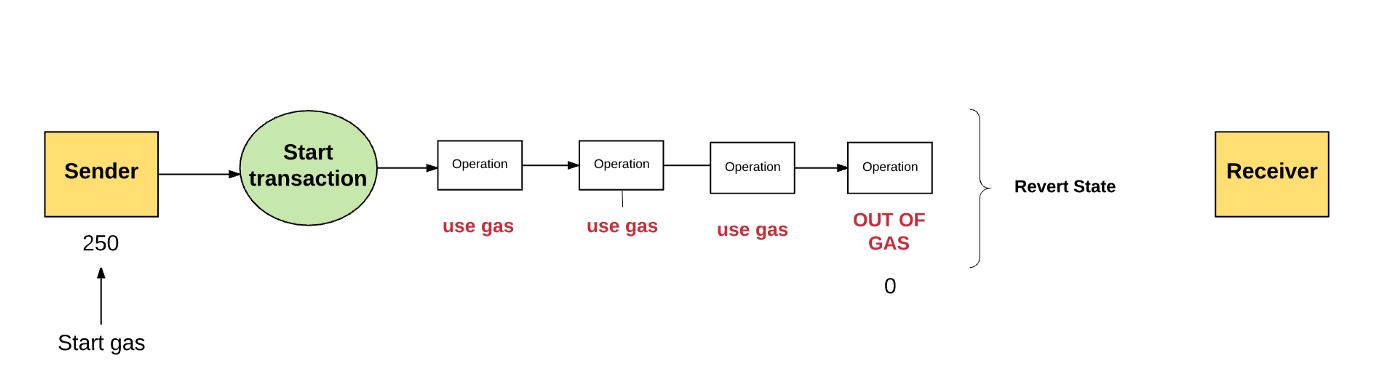 Sender
Start
transaction
Operation
Operation
Operation
Operation
Revert State
Receiver
use gas
use gas
use gas
OUT OF
GAS
250
0
Start gas